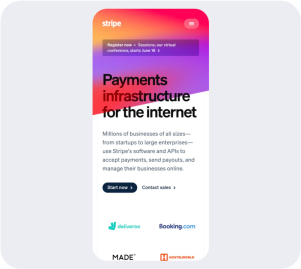 stripe
Register now • Sessions, our virtual
conference, starts June 16 ›
Payments
infrastructure
for the internet
Millions of businesses of all sizes—
from startups to large enterprises—
use Stripe's software and APIs to
accept payments, send payouts, and
manage their businesses online.
Start now › Contact sales ›
deliveroo Booking.com
MADE HOSTELWORLD